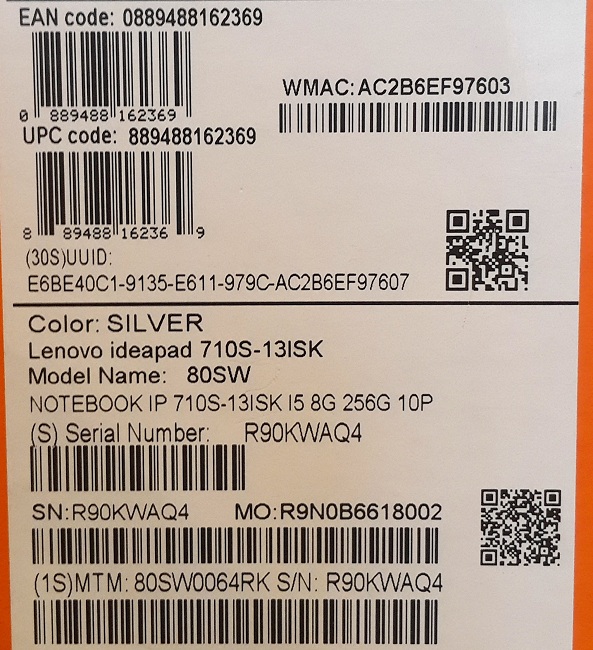 EAN code: 0889488162369
0 889488 162369
WMAC: AC2B6EF97603
UPC code: 889488162369
8 89488 16236 9
(30S)UUID:
E6BE40C1-9135-E611-979C-AC2B6EF97607
Color: SILVER
Lenovo ideapad 710S-13ISK
Model Name: 80SW
NOTEBOOK IP 710S-13ISK I5 8G 256G 10P
(S) Serial Number: R90KWAQ4
SN:R90KWAQ4 MO:R9N0B6618002
(1S)MTM: 80SW0064RK S/N: R90KWAQ4